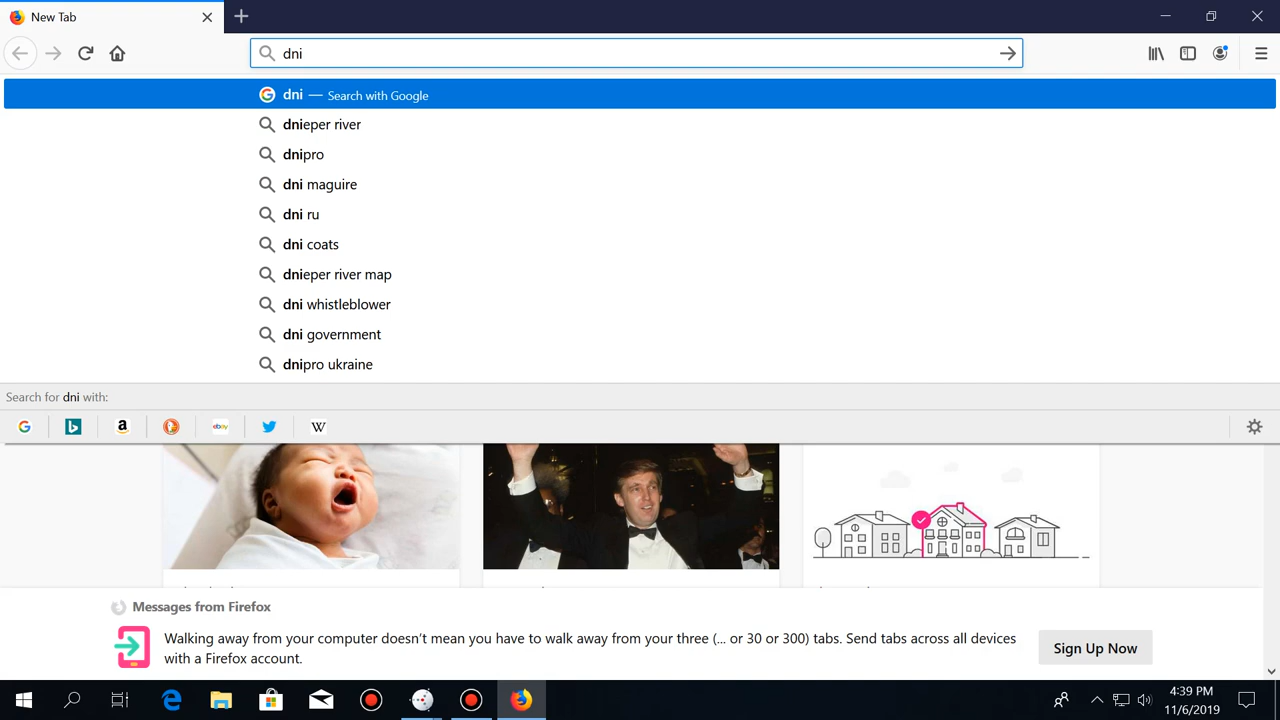 New Tab
dni
dni — Search with Google
dnieper river
dnipro
dni maguire
dni ru
dni coats
dnieper river map
dni whistleblower
dni government
dnipro ukraine
Search for dni with:
a
ebay
W
Messages from Firefox
Walking away from your computer doesn’t mean you have to walk away from your three (... or 30 or 300) tabs. Send tabs across all devices
with a Firefox account.
Sign Up Now
4:39 PM
11/6/2019